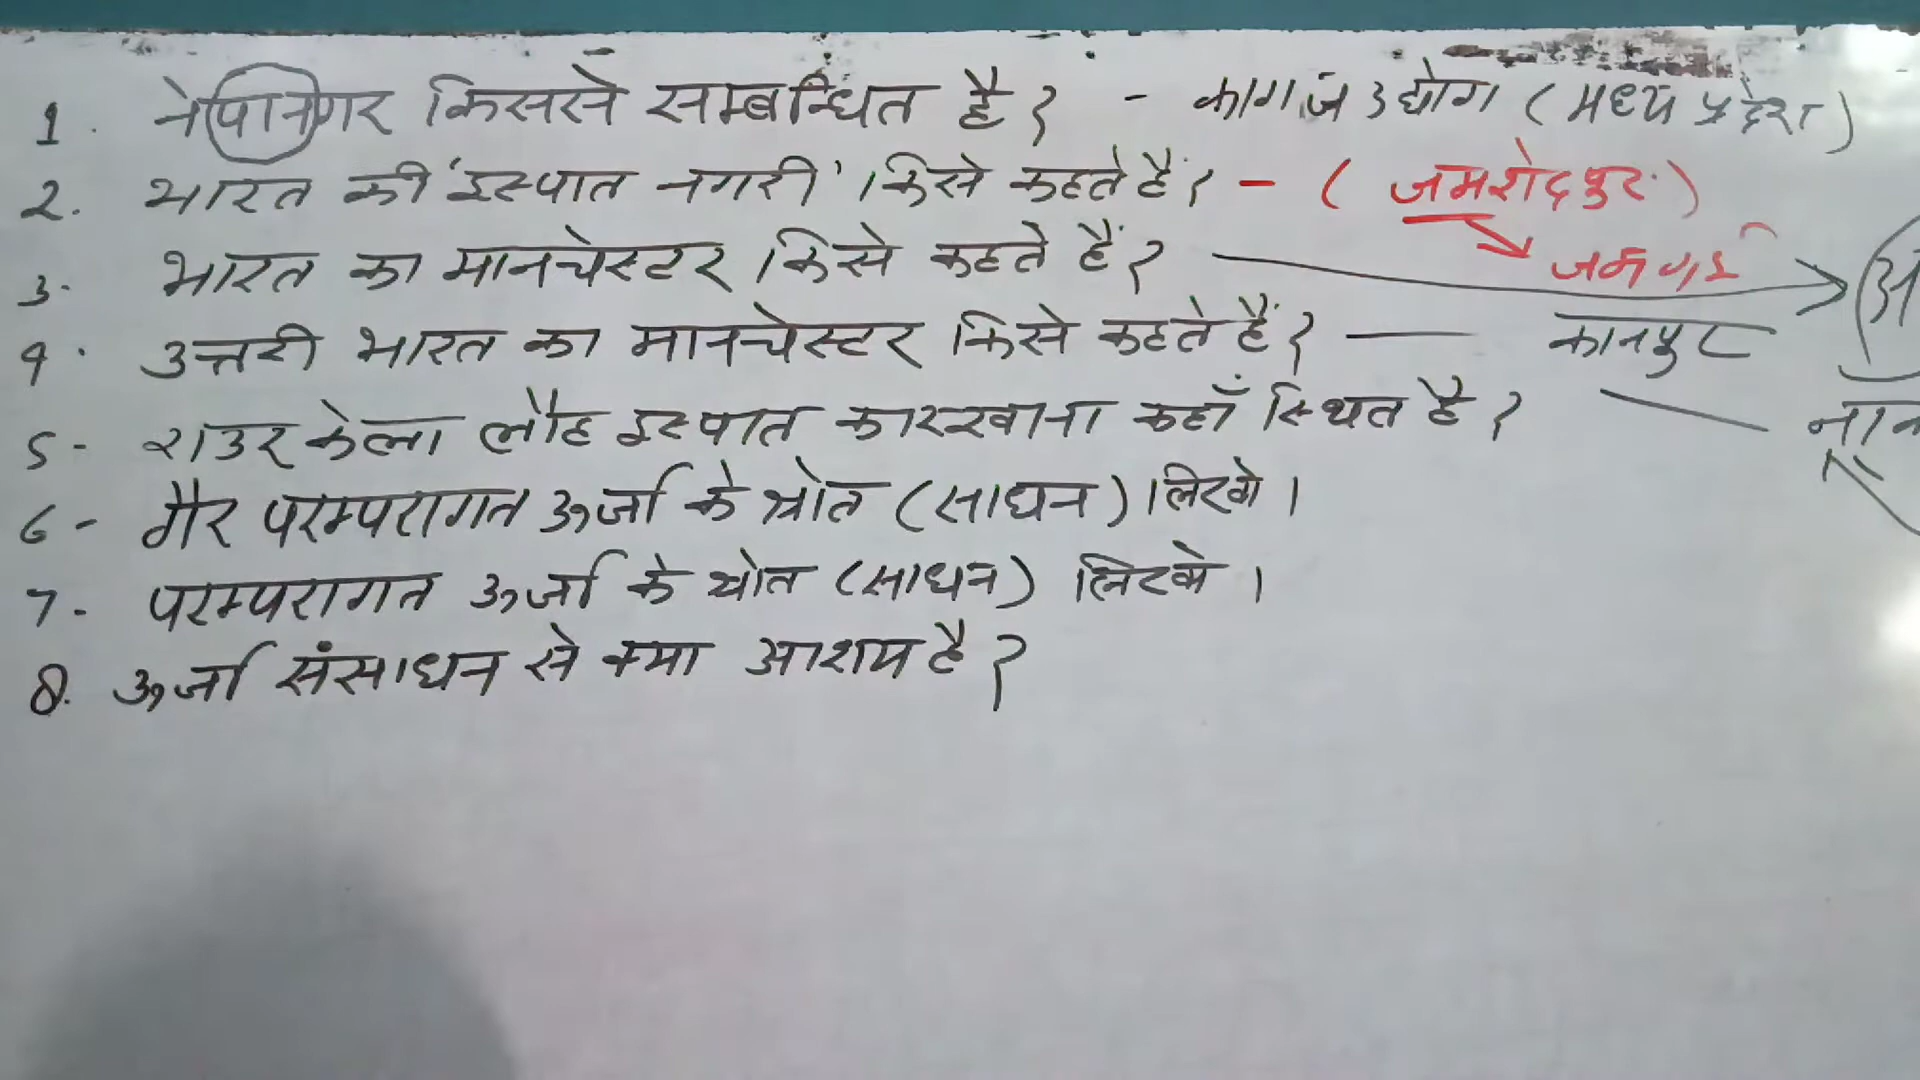 1. नेपानगर किससे सम्बन्धित है? - कागज उद्योग (मध्य प्रदेश)
2. भारत की 'इस्पात नगरी' किसे कहते हैं? - (जमशेदपुर)
3. भारत का मानचेस्टर किसे कहते हैं?
4. उत्तरी भारत का मानचेस्टर किसे कहते हैं? — कानपुर
5- राउरकेला लौह इस्पात कारखाना कहाँ स्थित है?
6- गैर परम्परागत ऊर्जा के श्रोत (साधन) लिखो।
7- परम्परागत ऊर्जा के श्रोत (साधन) लिखो।
8. ऊर्जा संसाधन से क्या आशय है?